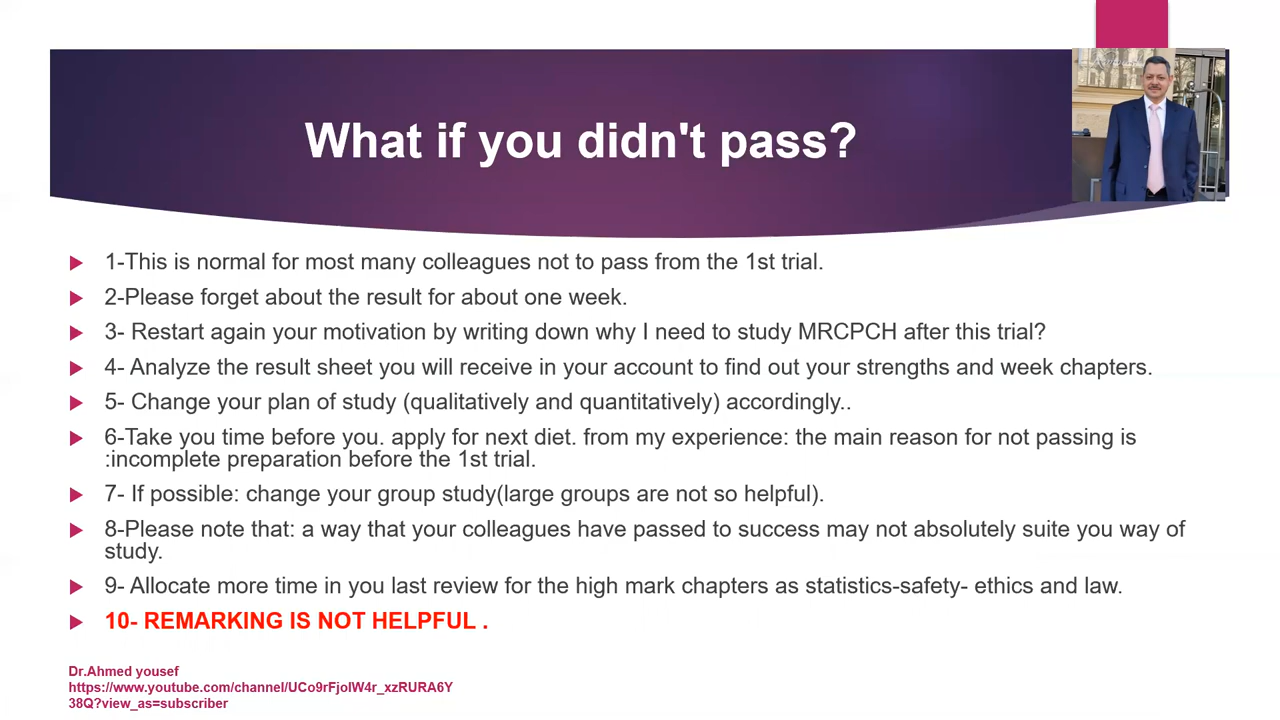 What if you didn't pass?
1-This is normal for most many colleagues not to pass from the 1st trial.
2-Please forget about the result for about one week.
3- Restart again your motivation by writing down why I need to study MRCPCH after this trial?
4- Analyze the result sheet you will receive in your account to find out your strengths and week chapters.
5- Change your plan of study (qualitatively and quantitatively) accordingly..
6-Take you time before you. apply for next diet. from my experience: the main reason for not passing is
:incomplete preparation before the 1st trial.
7- If possible: change your group study(large groups are not so helpful).
8-Please note that: a way that your colleagues have passed to success may not absolutely suite you way of
study.
9- Allocate more time in you last review for the high mark chapters as statistics-safety- ethics and law.
10- REMARKING IS NOT HELPFUL .
Dr.Ahmed yousef
https://www.youtube.com/channel/UCo9rFjoIW4r_xzRURA6Y
38Q?view_as=subscriber